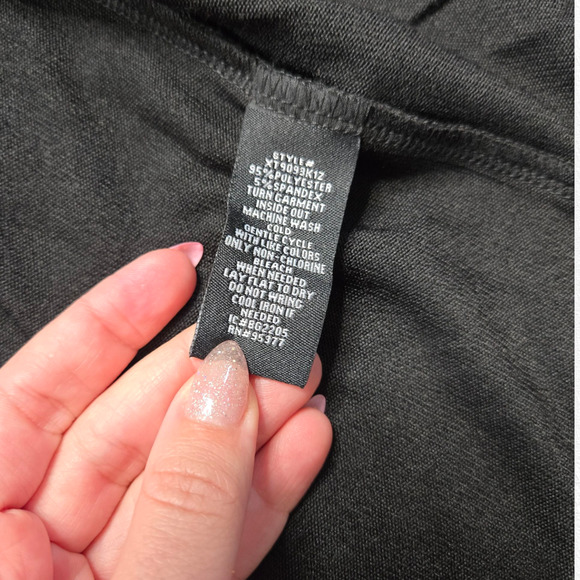 STYLE#
XT9099K12
95%POLYESTER
5%SPANDEX
TURN GARMENT
INSIDE OUT
MACHINE WASH
COLD
GENTLE CYCLE
WITH LIKE COLORS
ONLY NON-CHLORINE
BLEACH
WHEN NEEDED
LAY FLAT TO DRY
DO NOT WRING
COOL IRON IF
NEEDED
IC#BG2205
RN#95377